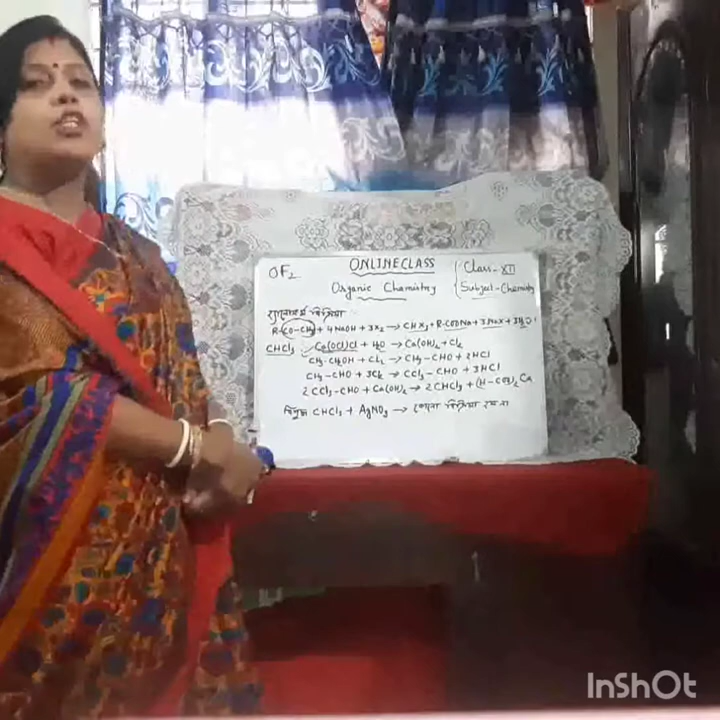 OF₂
ONLINECLASS
Organic Chemistry
Class-XII
Subject-Chemistry
R-CO-CH₃ + 4NaOH + 3X₂ → CHX₃ + R-COONa + 3NaX + 3H₂O
CHCl₃ Ca(OCl)Cl + H₂O → Ca(OH)₂ + Cl₂
CH₃-CH₂OH + Cl₂ → CH₃-CHO + 2HCl
CH₃-CHO + 3Cl₂ → CCl₃-CHO + 3HCl
2CCl₃-CHO + Ca(OH)₂ → 2CHCl₃ + (H-COO)₂Ca
বিশুদ্ধ CHCl₃ + AgNO₃ → কোনো বিক্রিয়া হয় না
InShOt